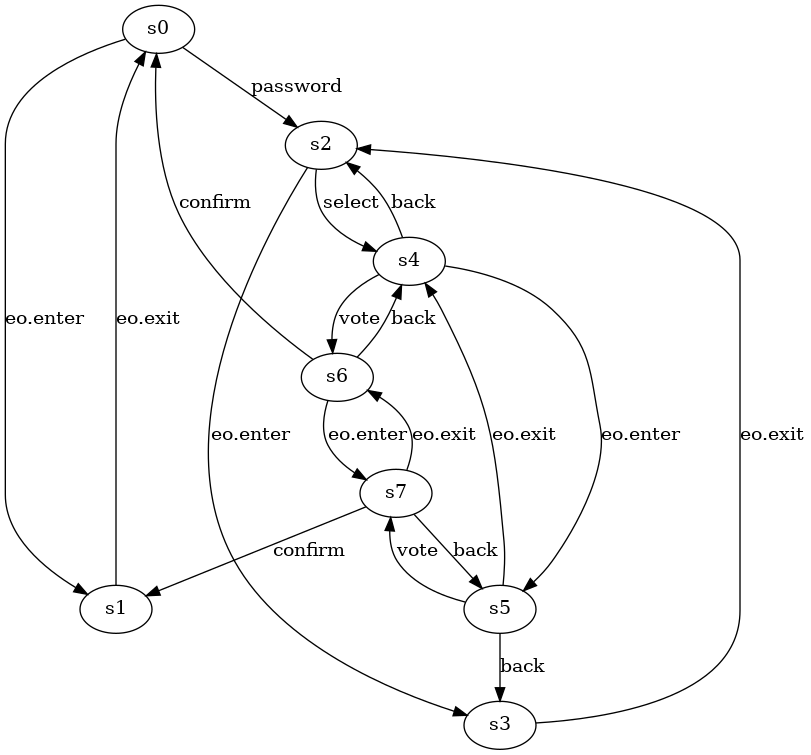 s0
password
s2
confirm
select
back
s4
eo.enter
eo.exit
vote
back
s6
eo.enter
eo.enter
eo.exit
eo.exit
eo.enter
eo.exit
s7
confirm
vote
back
s1
s5
back
s3